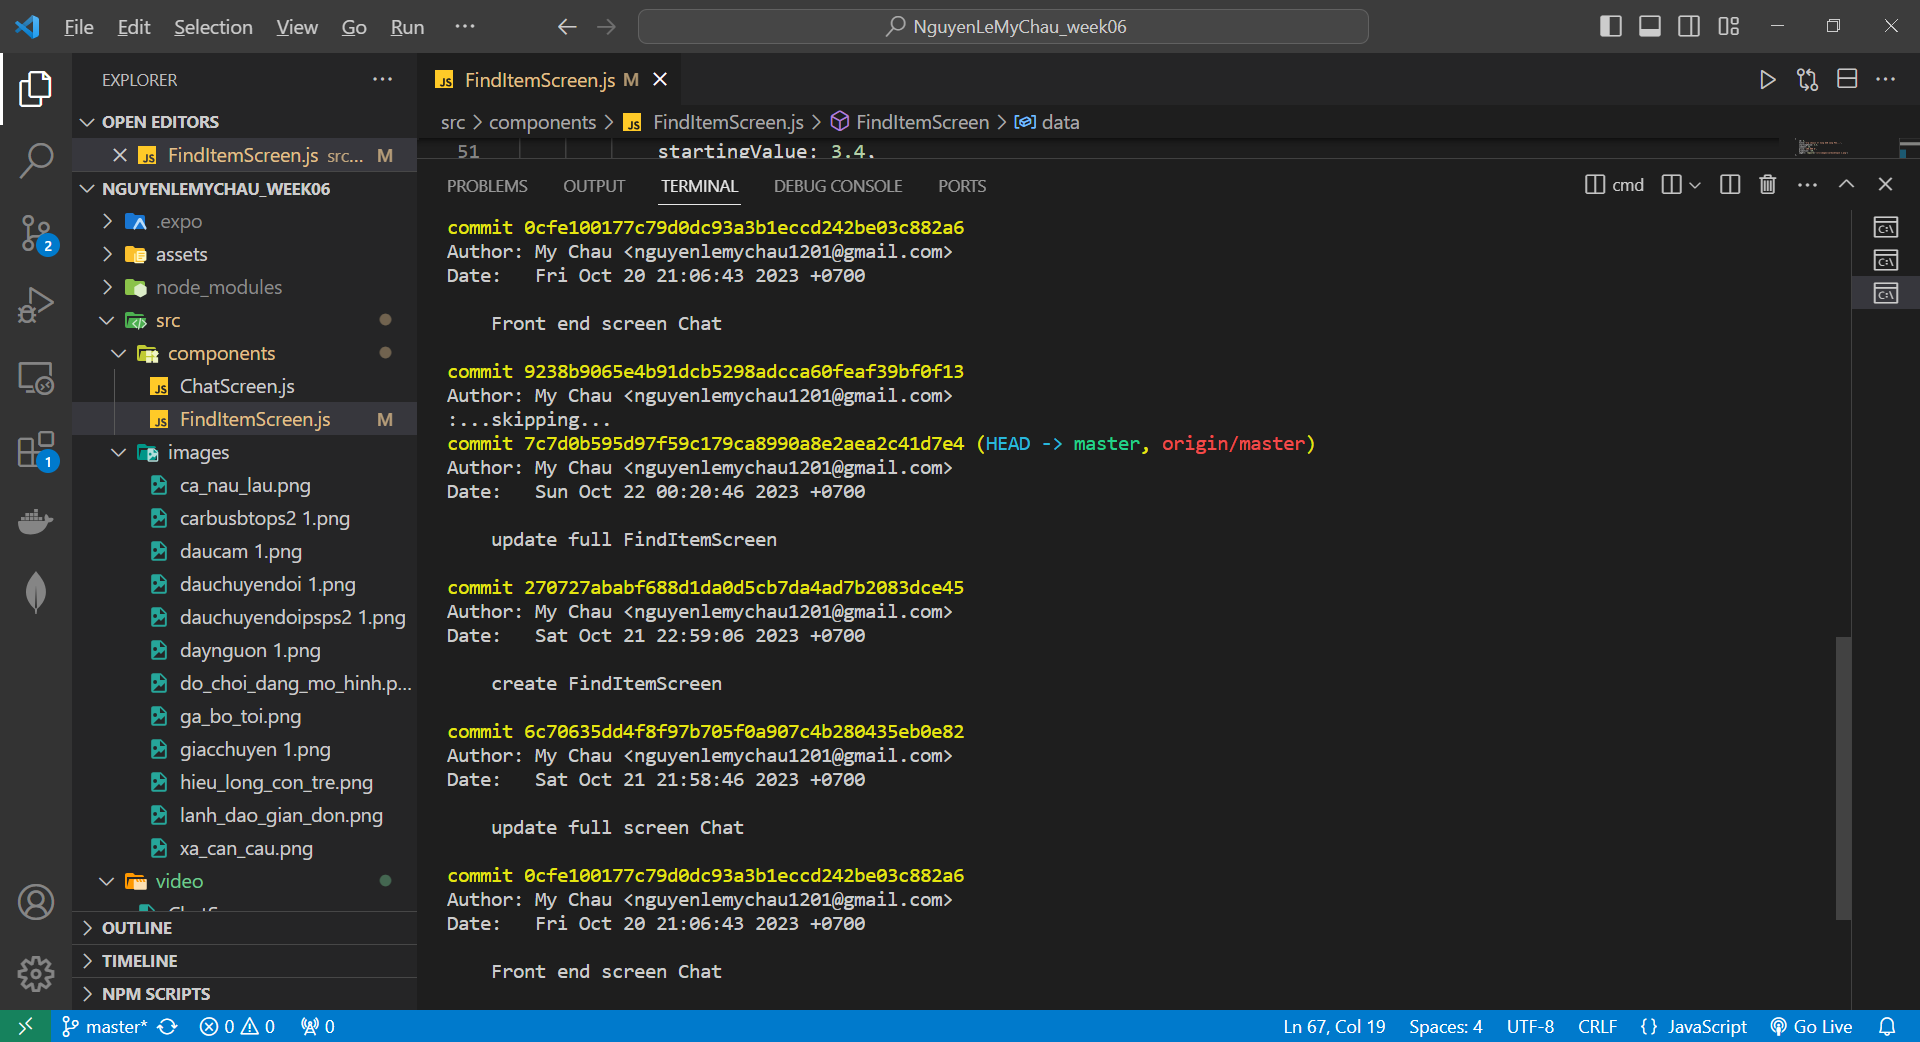 File Edit Selection View Go Run ···
NguyenLeMyChau_week06
EXPLORER
OPEN EDITORS
FindItemScreen.js src... M
NGUYENLEMYCHAU_WEEK06
.expo
assets
node_modules
src
components
ChatScreen.js
FindItemScreen.js M
images
ca_nau_lau.png
carbusbtops2 1.png
daucam 1.png
dauchuyendoi 1.png
dauchuyendoipsps2 1.png
daynguon 1.png
do_choi_dang_mo_hinh.p...
ga_bo_toi.png
giacchuyen 1.png
hieu_long_con_tre.png
lanh_dao_gian_don.png
xa_can_cau.png
video
OUTLINE
TIMELINE
NPM SCRIPTS
2
1
FindItemScreen.js M
src > components > FindItemScreen.js > FindItemScreen > data
51 startingValue: 3.4,
PROBLEMS OUTPUT TERMINAL DEBUG CONSOLE PORTS
cmd
commit 0cfe100177c79d0dc93a3b1eccd242be03c882a6
Author: My Chau <nguyenlemychau1201@gmail.com>
Date:   Fri Oct 20 21:06:43 2023 +0700
Front end screen Chat
commit 9238b9065e4b91dcb5298adcca60feaf39bf0f13
Author: My Chau <nguyenlemychau1201@gmail.com>
:...skipping...
commit 7c7d0b595d97f59c179ca8990a8e2aea2c41d7e4 (HEAD -> master, origin/master)
Author: My Chau <nguyenlemychau1201@gmail.com>
Date:   Sun Oct 22 00:20:46 2023 +0700
update full FindItemScreen
commit 270727ababf688d1da0d5cb7da4ad7b2083dce45
Author: My Chau <nguyenlemychau1201@gmail.com>
Date:   Sat Oct 21 22:59:06 2023 +0700
create FindItemScreen
commit 6c70635dd4f8f97b705f0a907c4b280435eb0e82
Author: My Chau <nguyenlemychau1201@gmail.com>
Date:   Sat Oct 21 21:58:46 2023 +0700
update full screen Chat
commit 0cfe100177c79d0dc93a3b1eccd242be03c882a6
Author: My Chau <nguyenlemychau1201@gmail.com>
Date:   Fri Oct 20 21:06:43 2023 +0700
Front end screen Chat
master* 0 0 0
Ln 67, Col 19 Spaces: 4 UTF-8 CRLF {} JavaScript Go Live